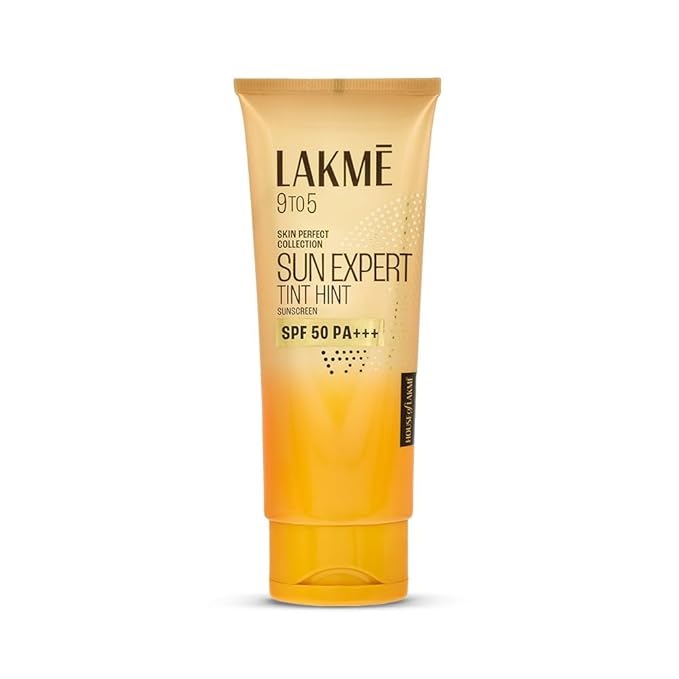 LAKMĒ
9TO5
SKIN PERFECT
COLLECTION
SUN EXPERT
TINT HINT
SUNSCREEN
SPF 50 PA+++
HOUSE of LAKMĒ